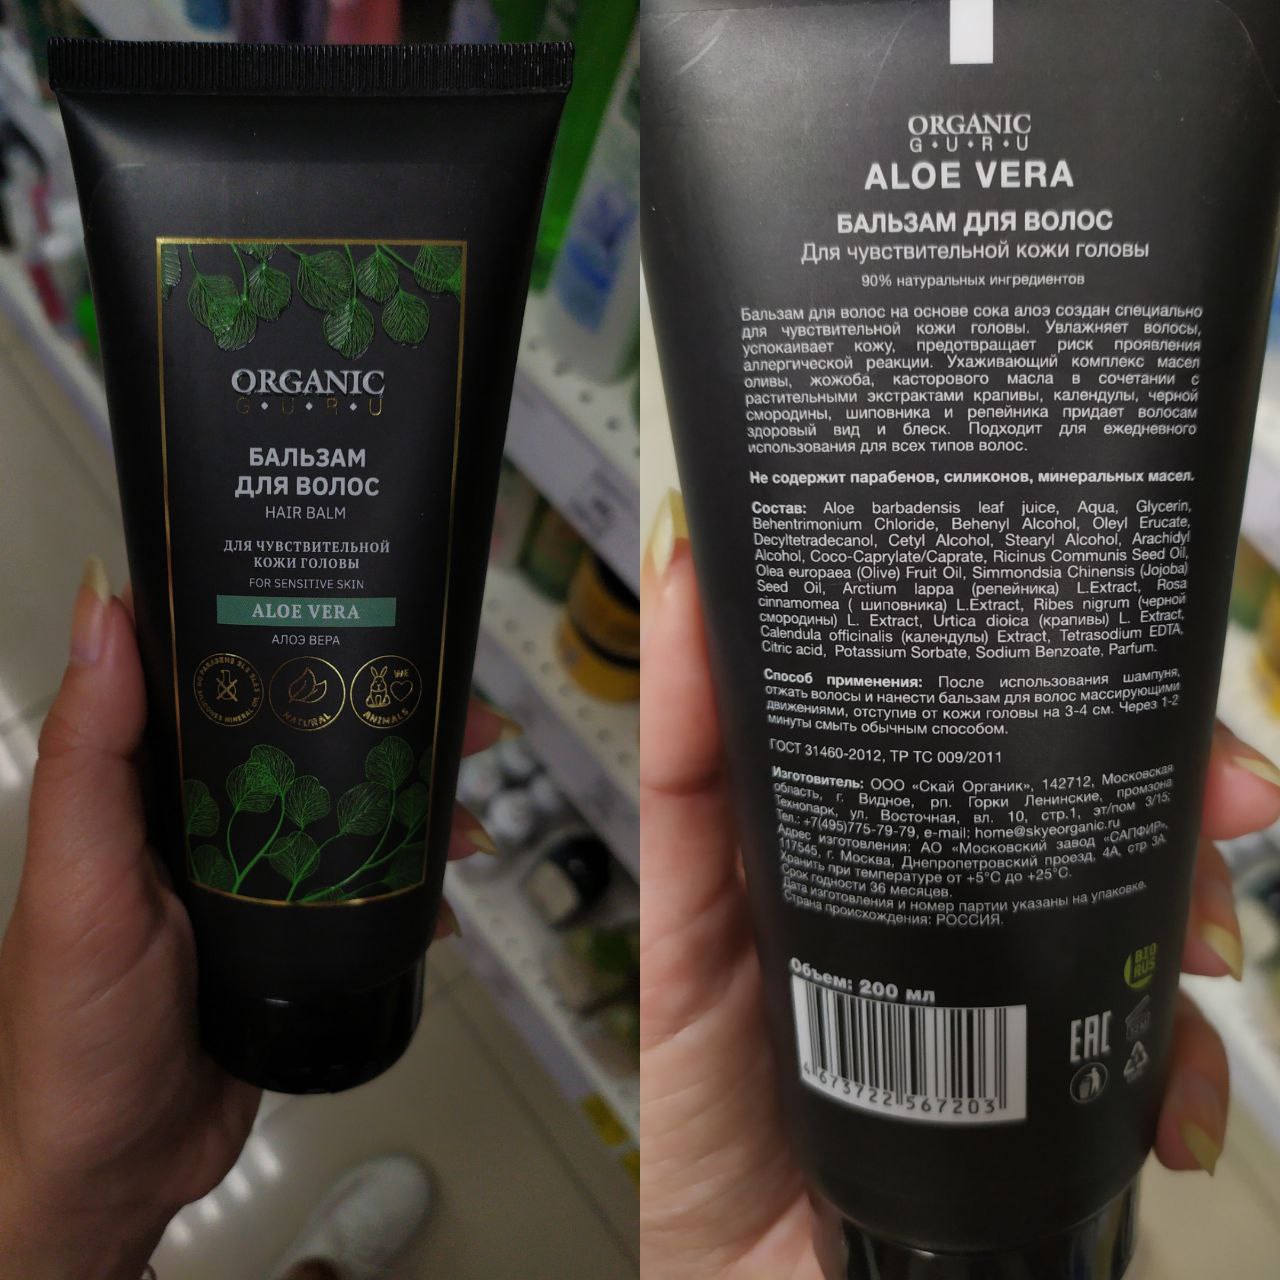 ORGANIC
G•U•R•U
БАЛЬЗАМ
ДЛЯ ВОЛОС
HAIR BALM
ДЛЯ ЧУВСТВИТЕЛЬНОЙ
КОЖИ ГОЛОВЫ
FOR SENSITIVE SKIN
ALOE VERA
АЛОЭ ВЕРА
NO PARABENS SLS SLES SILICONES MINERAL OIL
NATURAL
WE
ANIMALS
ORGANIC
G•U•R•U
ALOE VERA
БАЛЬЗАМ ДЛЯ ВОЛОС
Для чувствительной кожи головы
90% натуральных ингредиентов
Бальзам для волос на основе сока алоэ создан специально
для чувствительной кожи головы. Увлажняет волосы,
успокаивает кожу, предотвращает риск проявления
аллергической реакции. Ухаживающий комплекс масел
оливы, жожоба, касторового масла в сочетании с
растительными экстрактами крапивы, календулы, черной
смородины, шиповника и репейника придает волосам
здоровый вид и блеск. Подходит для ежедневного
использования для всех типов волос.
Не содержит парабенов, силиконов, минеральных масел.
Состав: Aloe barbadensis leaf juice, Aqua, Glycerin,
Behentrimonium Chloride, Behenyl Alcohol, Oleyl Erucate,
Decyltetradecanol, Cetyl Alcohol, Stearyl Alcohol, Arachidyl
Alcohol, Coco-Caprylate/Caprate, Ricinus Communis Seed Oil,
Olea europaea (Olive) Fruit Oil, Simmondsia Chinensis (Jojoba)
Seed Oil, Arctium lappa (репейника) L.Extract, Rosa
cinnamomea ( шиповника) L.Extract, Ribes nigrum (черной
смородины) L. Extract, Urtica dioica (крапивы) L. Extract,
Calendula officinalis (календулы) Extract, Tetrasodium EDTA,
Citric acid, Potassium Sorbate, Sodium Benzoate, Parfum.
Способ применения: После использования шампуня,
отжать волосы и нанести бальзам для волос массирующими
движениями, отступив от кожи головы на 3-4 см. Через 1-2
минуты смыть обычным способом.
ГОСТ 31460-2012, ТР ТС 009/2011
Изготовитель: ООО «Скай Органик», 142712, Московская
область, г. Видное, рп. Горки Ленинские, промзона
Технопарк, ул. Восточная, вл. 10, стр.1, эт/пом 3/15;
Тел.: +7(495)775-79-79, e-mail: home@skyeorganic.ru
Адрес изготовления: АО «Московский завод «САПФИР»,
117545, г. Москва, Днепропетровский проезд, 4А, стр 3А.
Хранить при температуре от +5°С до +25°С.
Срок годности 36 месяцев.
Дата изготовления и номер партии указаны на упаковке.
Страна происхождения: РОССИЯ.
BIO
RUS
Объем: 200 мл
EAC
4 673722 567203